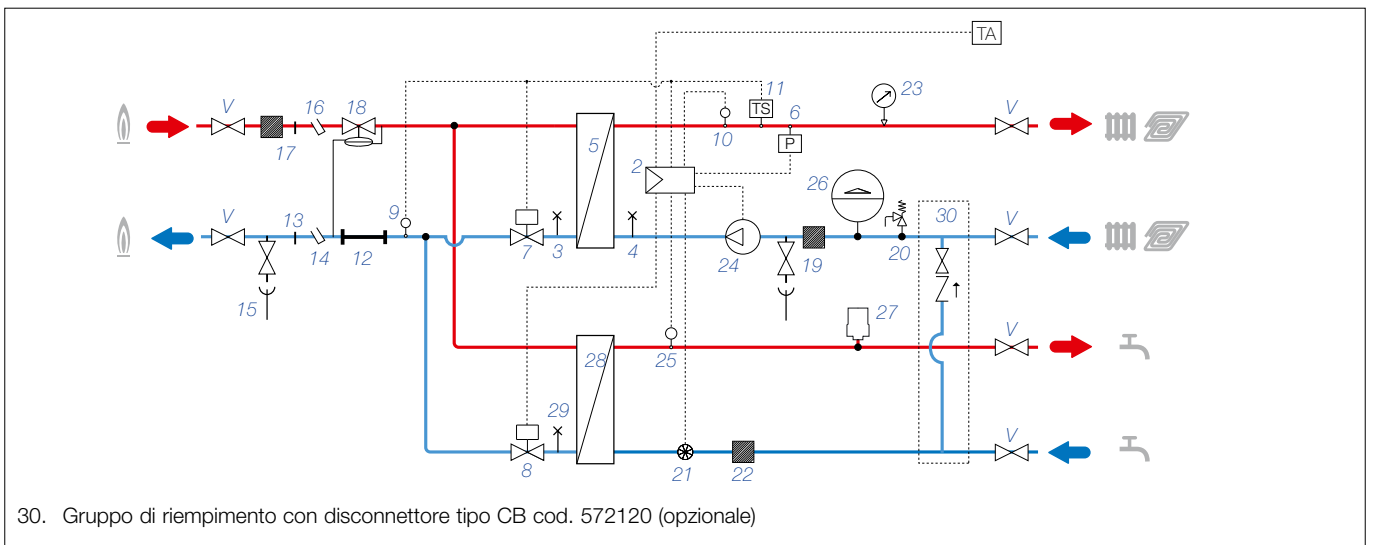 TA
V
16
18
11
6
23
V
17
TS
10
P
5
2
26
V
9
30
V
13
14
12
7
3
4
24
19
20
15
27
V
28
25
29
V
8
21
22
30. Gruppo di riempimento con disconnettore tipo CB cod. 572120 (opzionale)